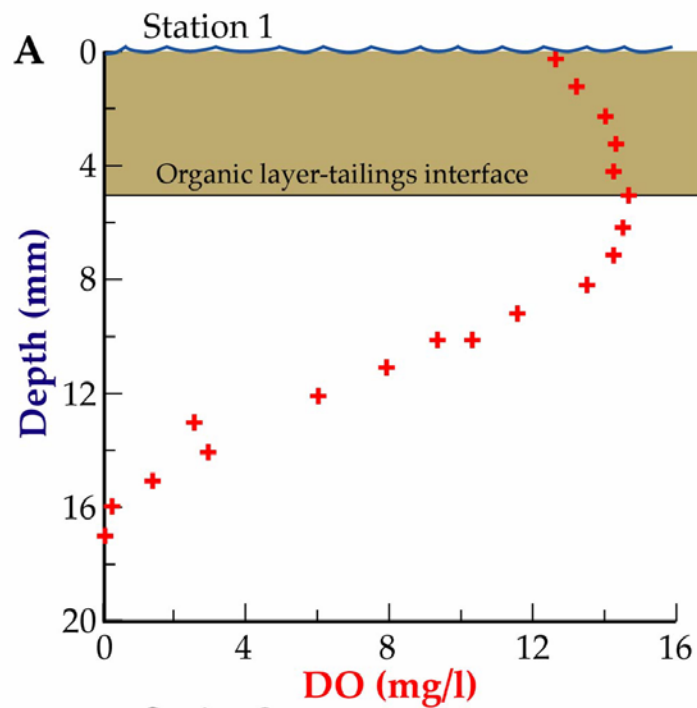 Station 1
A
0
4
8
12
16
20
Depth (mm)
Organic layer-tailings interface
0 4 8 12 16
DO (mg/l)